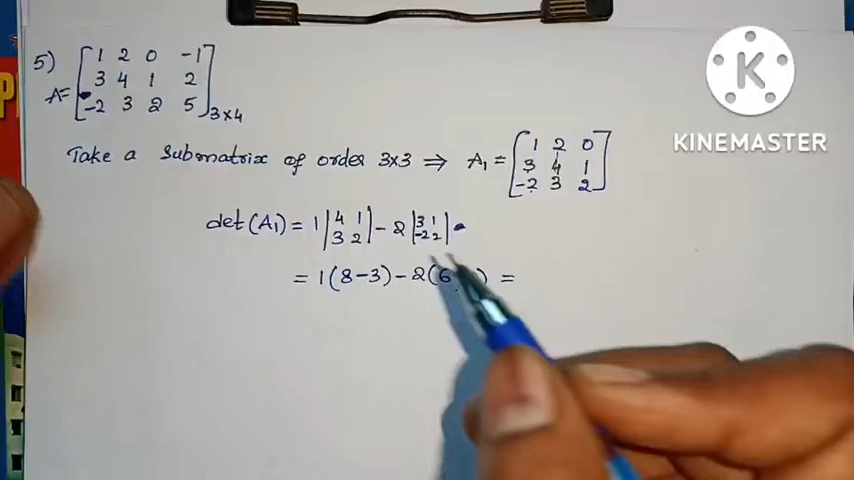 5) A= [1 2 0 -1
3 4 1 2
-2 3 2 5]3×4
Take a submatrix of order 3×3 ⇒ A₁ = [1 2 0
3 4 1
-2 3 2]
det(A₁) = 1 |4 1
3 2| - 2 |3 1
-2 2|
= 1(8-3) - 2(6 ) =
KINEMASTER